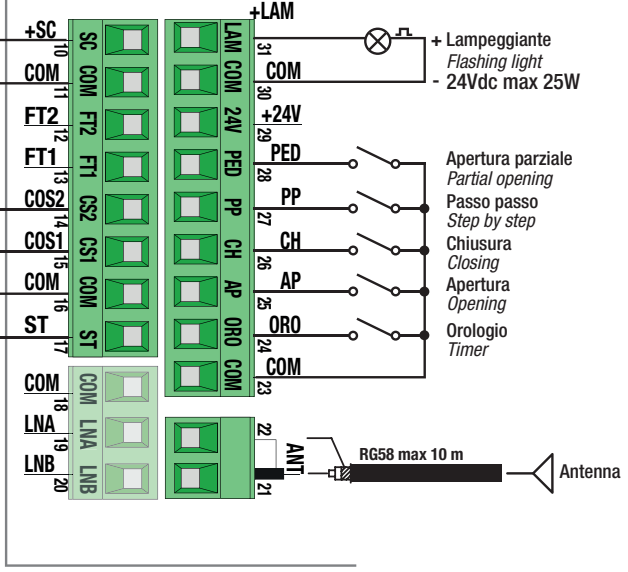 +LAM
+SC 10 SC
LAM 31
+ Lampeggiante
Flashing light
- 24Vdc max 25W
COM 11 COM
COM 30 COM
FT2 12 FT2
24V 29 +24V
FT1 13 FT1
PED 28 PED
Apertura parziale
Partial opening
COS2 14 CS2
PP 27 PP
Passo passo
Step by step
COS1 15 CS1
CH 26 CH
Chiusura
Closing
COM 16 COM
AP 25 AP
Apertura
Opening
ST 17 ST
ORO 24 ORO
Orologio
Timer
COM 23 COM
COM 18 COM
LNA 19 LNA
22
ANT
RG58 max 10 m
Antenna
LNB 20 LNB
21